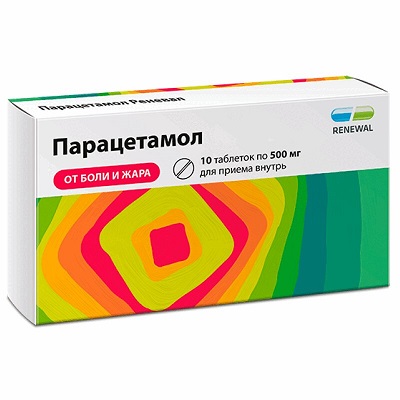 Парацетамол Реневал
RENEWAL
Парацетамол
ОТ БОЛИ И ЖАРА
10 таблеток по 500 мг
для приема внутрь